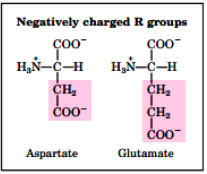 Negatively charged R groups
COO⁻ COO⁻
H₃N⁺—C—H H₃N⁺—C—H
CH₂ CH₂
COO⁻ CH₂
COO⁻
Aspartate Glutamate